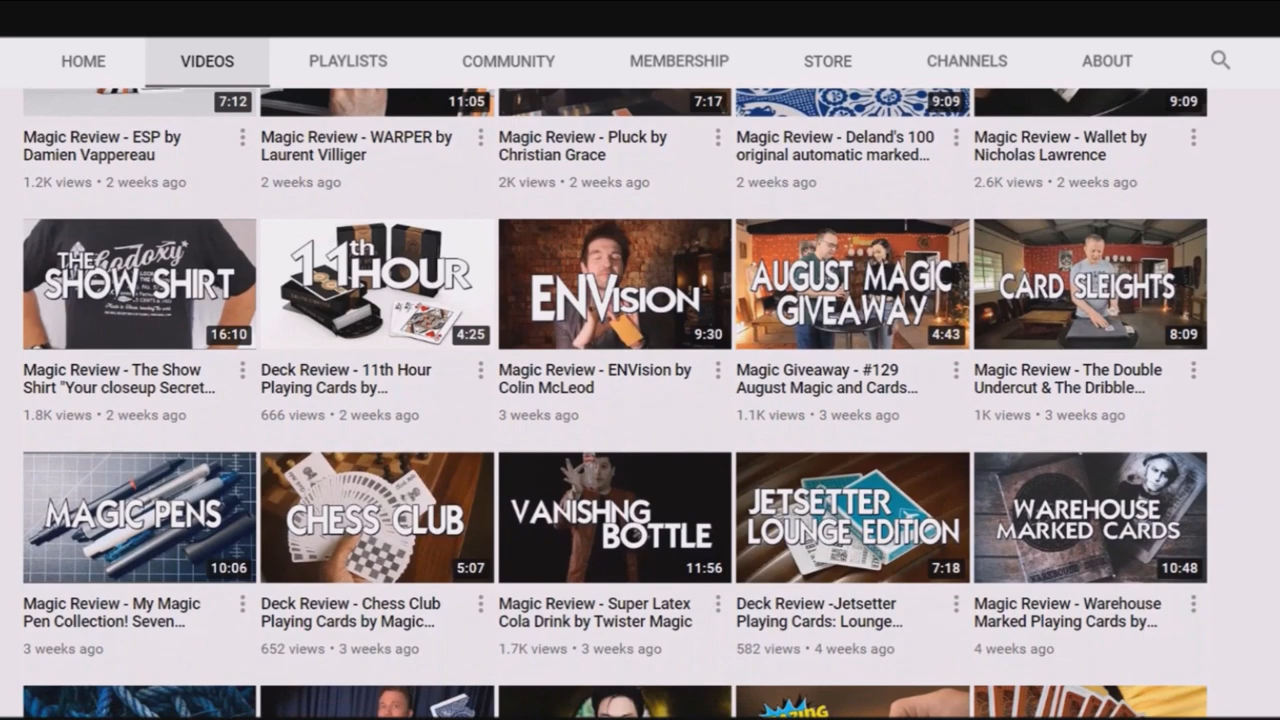 HOME VIDEOS PLAYLISTS COMMUNITY MEMBERSHIP STORE CHANNELS ABOUT
7:12 11:05 7:17 9:09 9:09
Magic Review - ESP by
Damien Vappereau
1.2K views • 2 weeks ago
Magic Review - WARPER by
Laurent Villiger
2 weeks ago
Magic Review - Pluck by
Christian Grace
2K views • 2 weeks ago
Magic Review - Deland's 100
original automatic marked...
2 weeks ago
Magic Review - Wallet by
Nicholas Lawrence
2.6K views • 2 weeks ago
THE
SHOW SHIRT
16:10
Magic Review - The Show
Shirt "Your closeup Secret...
1.8K views • 2 weeks ago
11th
HOUR
4:25
Deck Review - 11th Hour
Playing Cards by...
666 views • 2 weeks ago
ENVISION
9:30
Magic Review - ENVision by
Colin McLeod
3 weeks ago
AUGUST MAGIC
GIVEAWAY
4:43
Magic Giveaway - #129
August Magic and Cards...
1.1K views • 3 weeks ago
CARD SLEIGHTS
8:09
Magic Review - The Double
Undercut & The Dribble...
1K views • 3 weeks ago
MAGIC PENS
10:06
Magic Review - My Magic
Pen Collection! Seven...
3 weeks ago
CHESS CLUB
5:07
Deck Review - Chess Club
Playing Cards by Magic...
652 views • 3 weeks ago
VANISHNG
BOTTLE
11:56
Magic Review - Super Latex
Cola Drink by Twister Magic
1.7K views • 3 weeks ago
JETSETTER
LOUNGE EDITION
7:18
Deck Review -Jetsetter
Playing Cards: Lounge...
582 views • 4 weeks ago
WAREHOUSE
MARKED CARDS
10:48
Magic Review - Warehouse
Marked Playing Cards by...
4 weeks ago